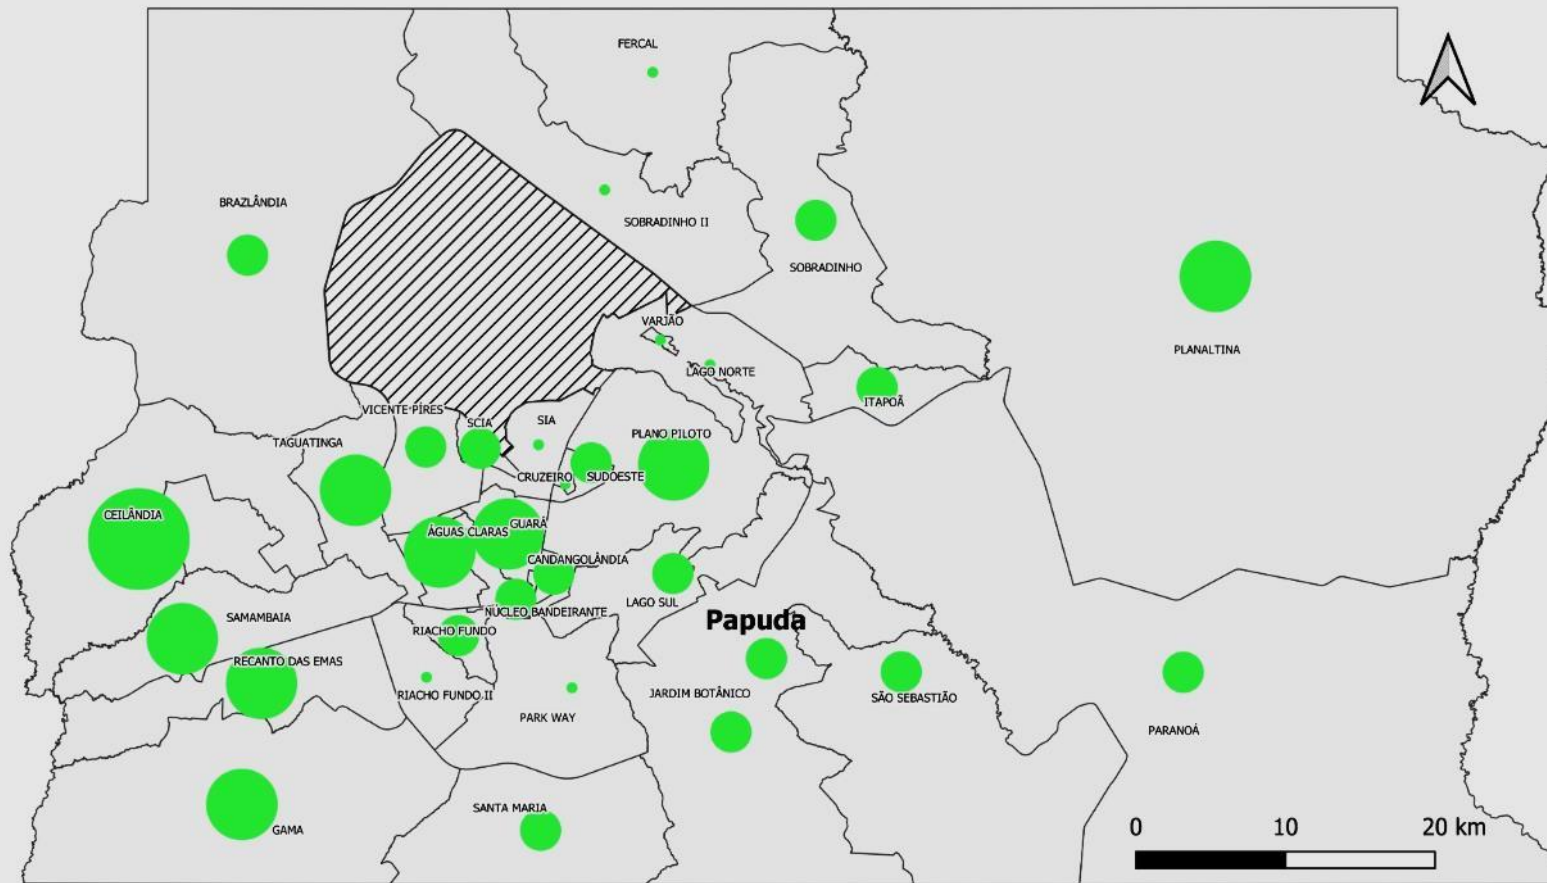 FERCAL
BRAZLÂNDIA
SOBRADINHO II
SOBRADINHO
VARJÃO
PLANALTINA
LAGO NORTE
ITAPOÃ
VICENTE PÍRES
SCIA
SIA
TAGUATINGA
PLANO PILOTO
CRUZEIRO
SUDOESTE
CEILÂNDIA
ÁGUAS CLARAS
GUARÁ
CANDANGOLÂNDIA
LAGO SUL
NÚCLEO BANDEIRANTE
SAMAMBAIA
Papuda
RIACHO FUNDO
RECANTO DAS EMAS
RIACHO FUNDO II
JARDIM BOTÂNICO
SÃO SEBASTIÃO
PARK WAY
PARANOÁ
SANTA MARIA
GAMA
0 10 20 km